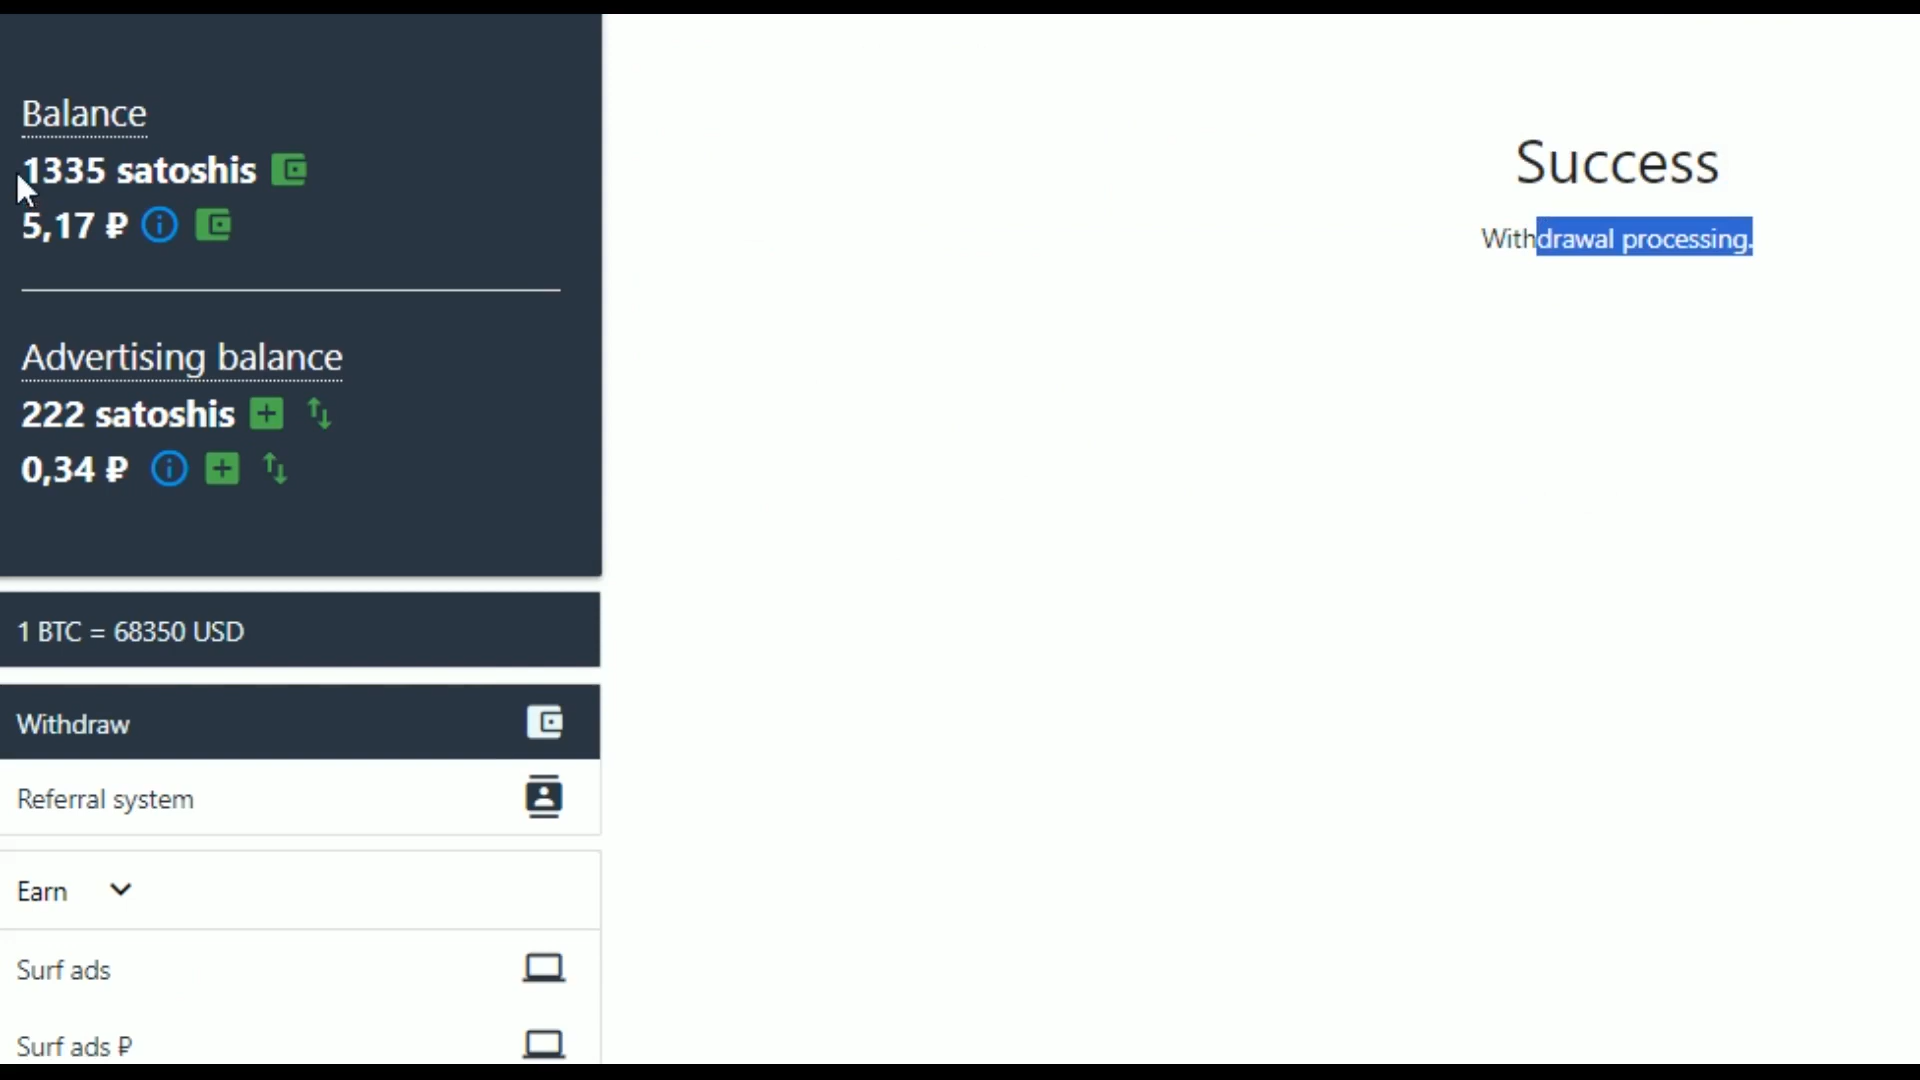 Balance
1335 satoshis
5,17 ₽
Advertising balance
222 satoshis
0,34 ₽
1 BTC = 68350 USD
Withdraw
Referral system
Earn
Surf ads
Surf ads ₽
Success
Withdrawal processing.